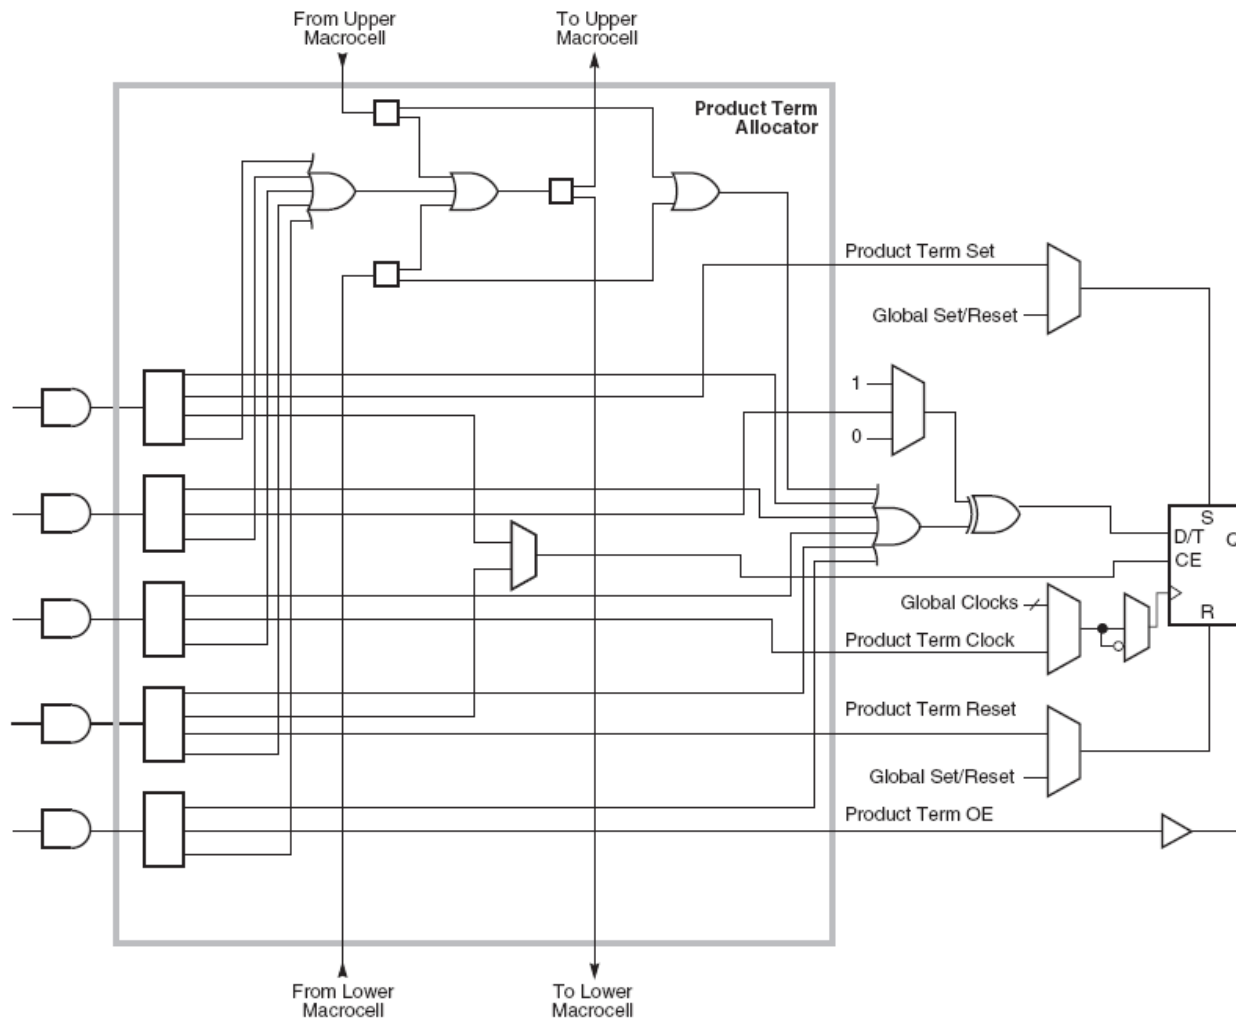 From Upper
Macrocell
To Upper
Macrocell
Product Term
Allocator
Product Term Set
Global Set/Reset
1
0
S
D/T
Q
CE
R
Global Clocks
Product Term Clock
Product Term Reset
Global Set/Reset
Product Term OE
From Lower
Macrocell
To Lower
Macrocell